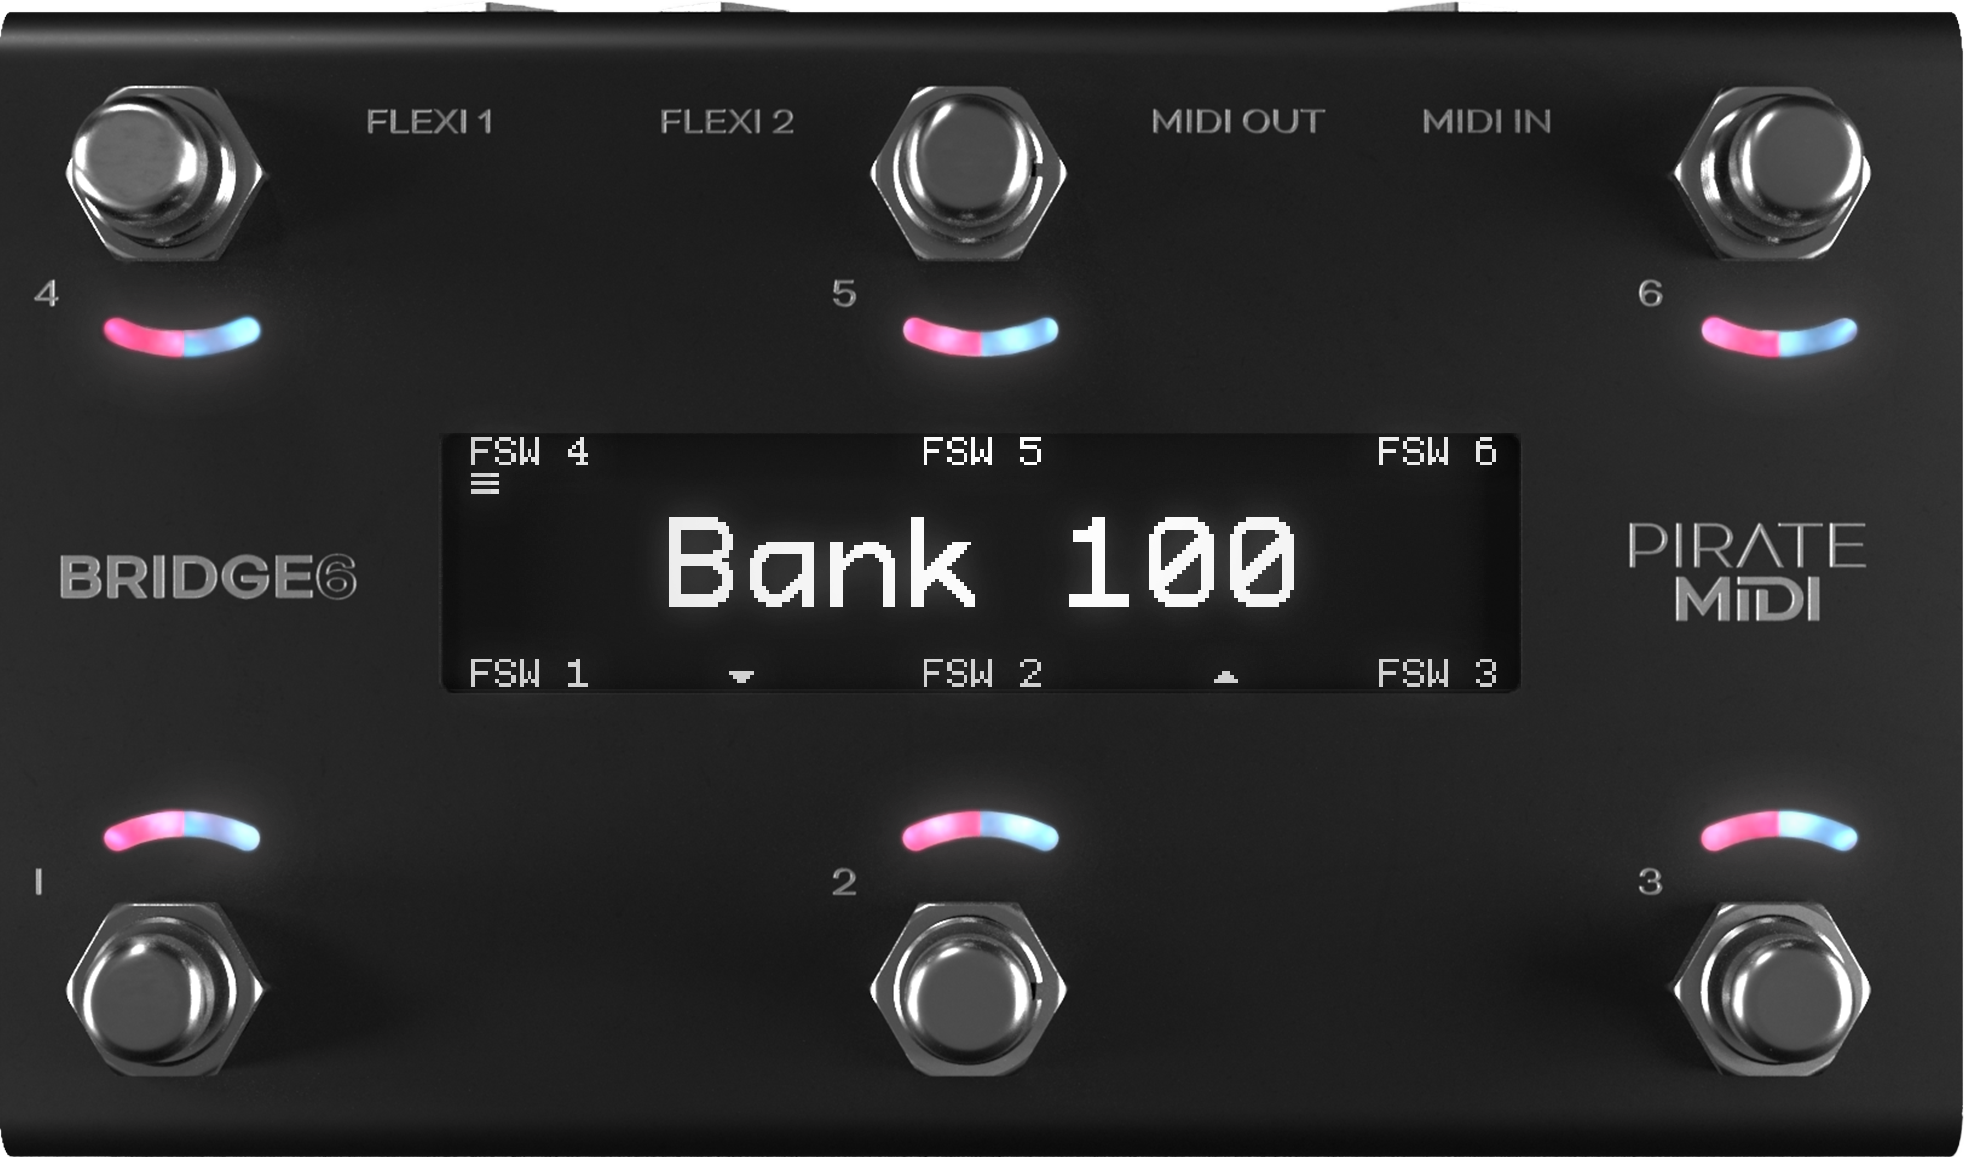 FLEXI 1 FLEXI 2 MIDI OUT MIDI IN
4 5 6
FSW 4 FSW 5 FSW 6
Bank 100
BRIDGE6
PIRATE
MiDI
FSW 1 FSW 2 FSW 3
1 2 3